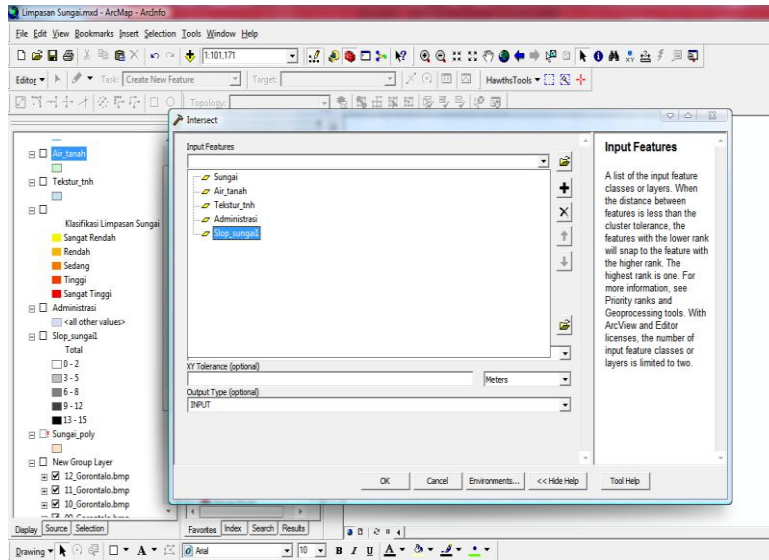 Limpasan Sungai.mxd - ArcMap - ArcInfo
File Edit View Bookmarks Insert Selection Tools Window Help
1:101,171
Editor Task: Create New Feature Target: HawthsTools
Topology:
Air_tanah
Tekstur_tnh
Klasifikasi Limpasan Sungai
Sangat Rendah
Rendah
Sedang
Tinggi
Sangat Tinggi
Administrasi
<all other values>
Slop_sungai1
Total
0 - 2
3 - 5
6 - 8
9 - 12
13 - 15
Sungai_poly
New Group Layer
12_Gorontalo.bmp
11_Gorontalo.bmp
10_Gorontalo.bmp
Display Source Selection
Favorites Index Search Results
Intersect
Input Features
Sungai
Air_tanah
Tekstur_tnh
Administrasi
Slop_sungai1
XY Tolerance (optional)
Meters
Output Type (optional)
INPUT
OK Cancel Environments... << Hide Help Tool Help
Input Features
A list of the input feature
classes or layers. When
the distance between
features is less than the
cluster tolerance, the
features with the lower rank
will snap to the feature with
the higher rank. The
highest rank is one. For
more information, see
Priority ranks and
Geoprocessing tools. With
ArcView and Editor
licenses, the number of
input feature classes or
layers is limited to two.
Drawing A Arial 10 B I U A